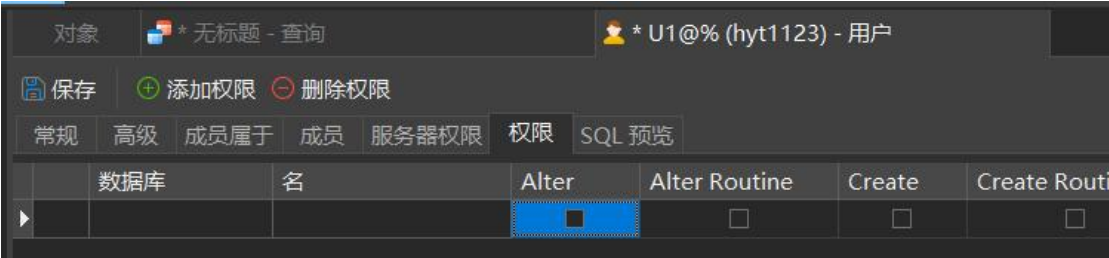 对象 * 无标题 - 查询 * U1@% (hyt1123) - 用户
保存 添加权限 删除权限
常规 高级 成员属于 成员 服务器权限 权限 SQL 预览
数据库 名 Alter Alter Routine Create Create Routi